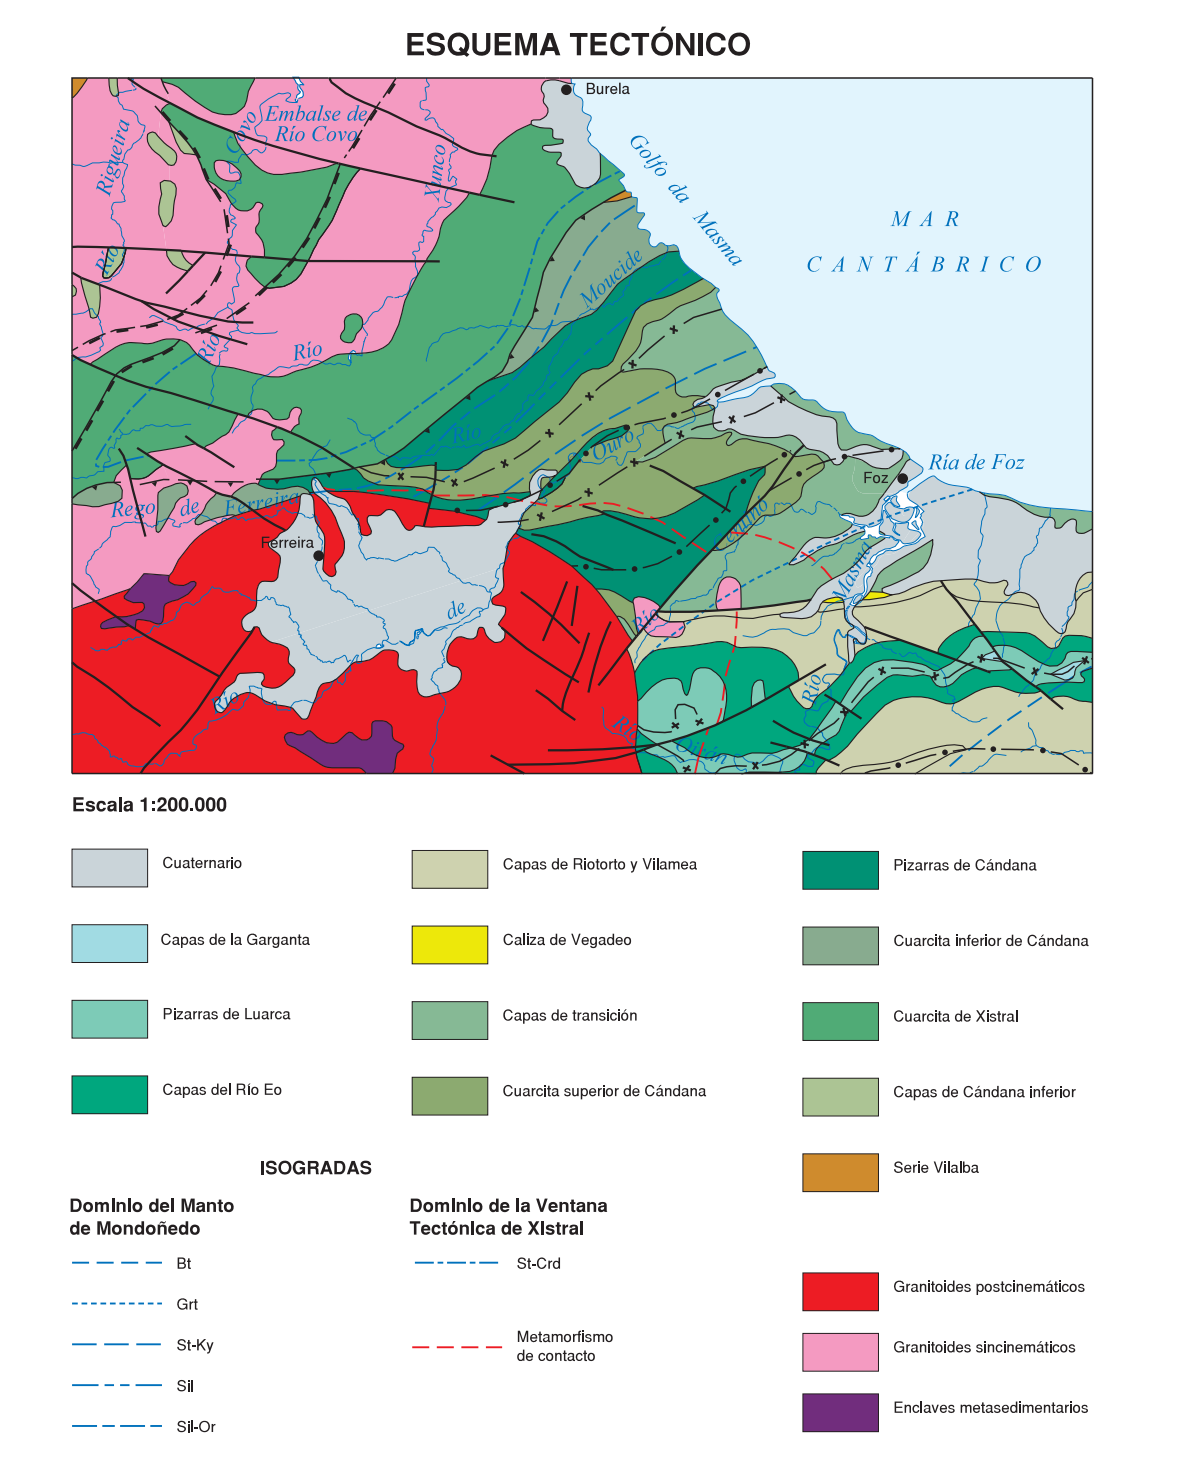 ESQUEMA TECTÓNICO
Burela
Embalse de
Río Covo
Covo
Rigueira
Río
Xunco
Río
Río
Golfo da Masma
MAR
CANTÁBRICO
Moucide
Río
Ouro
Ría de Foz
Foz
Rego de Ferreira
Ferreira
Masma
de
Río
Río
Río
Río
Oirán
Escala 1:200.000
Cuaternario
Capas de la Garganta
Pizarras de Luarca
Capas del Río Eo
Capas de Riotorto y Vilamea
Caliza de Vegadeo
Capas de transición
Cuarcita superior de Cándana
Pizarras de Cándana
Cuarcita inferior de Cándana
Cuarcita de Xistral
Capas de Cándana inferior
Serie Vilalba
ISOGRADAS
Dominio del Manto
de Mondoñedo
Bt
Grt
St-Ky
Sil
Sil-Or
Dominio de la Ventana
Tectónica de Xistral
St-Crd
Metamorfismo
de contacto
Granitoides postcinemáticos
Granitoides sincinemáticos
Enclaves metasedimentarios